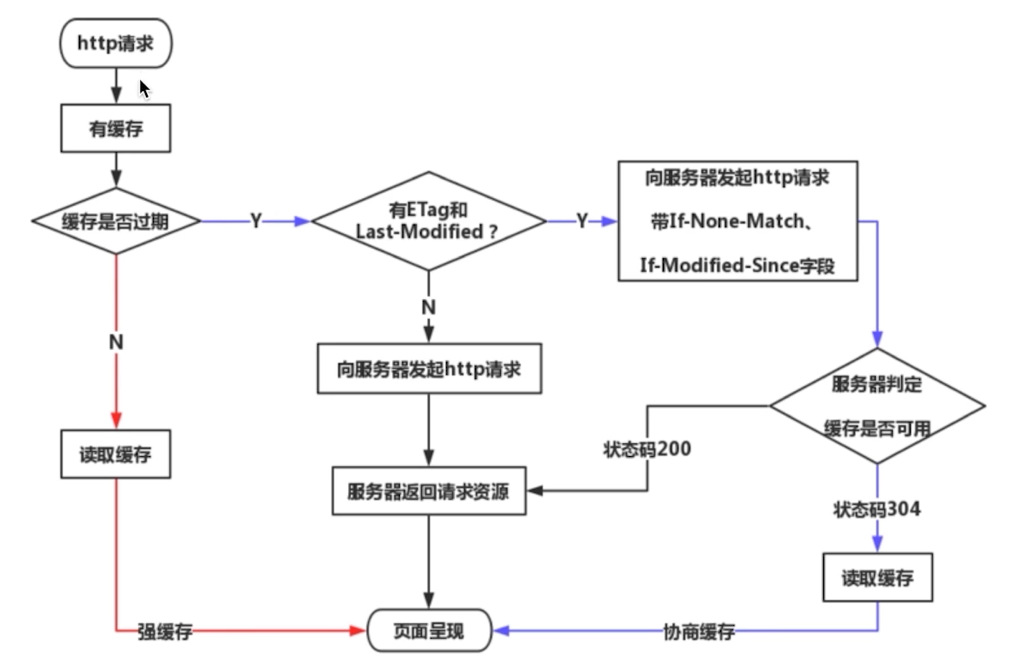 http请求
有缓存
缓存是否过期
Y
有ETag和
Last-Modified？
Y
向服务器发起http请求
带If-None-Match、
If-Modified-Since字段
N
N
向服务器发起http请求
服务器判定
缓存是否可用
状态码200
读取缓存
服务器返回请求资源
状态码304
读取缓存
强缓存
页面呈现
协商缓存